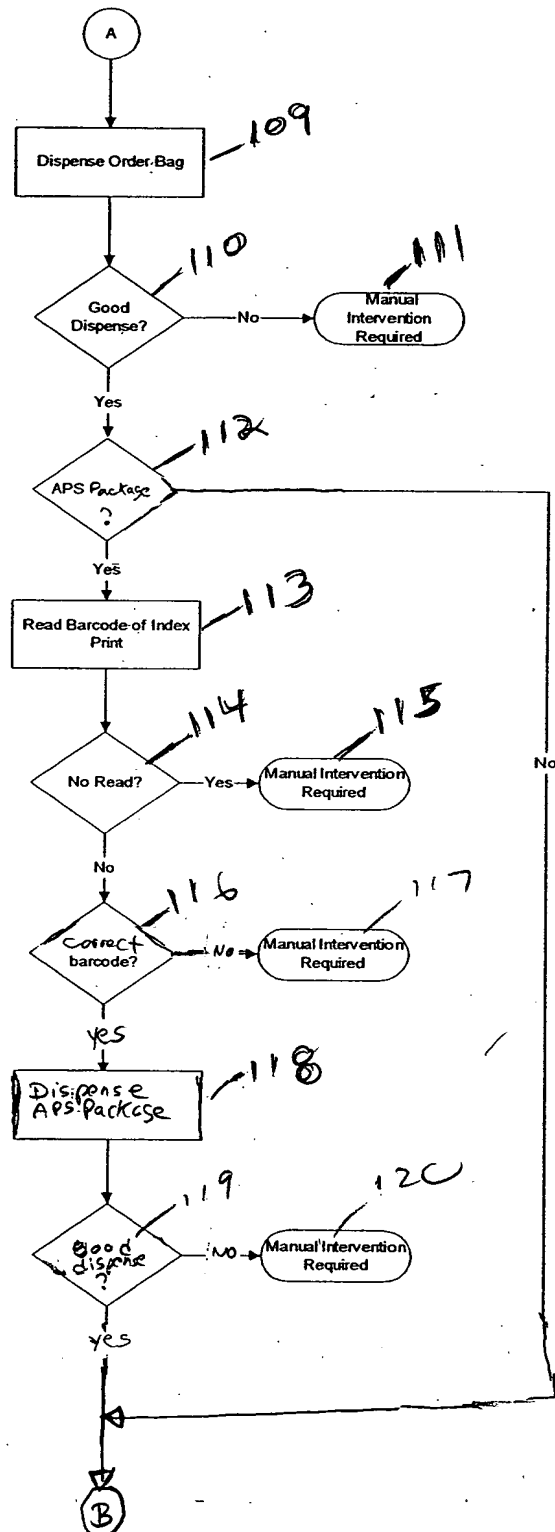 A
109
Dispense Order Bag
110
111
Good
Dispense?
No
Manual
Intervention
Required
Yes
112
APS Package
?
Yes
113
Read Barcode of Index
Print
114
115
No Read?
Yes
Manual Intervention
Required
No
No
116
117
Correct
barcode?
No
Manual Intervention
Required
yes
118
Disipense
APS Package
119
120
good
dispense
?
No
Manual Intervention
Required
yes
B